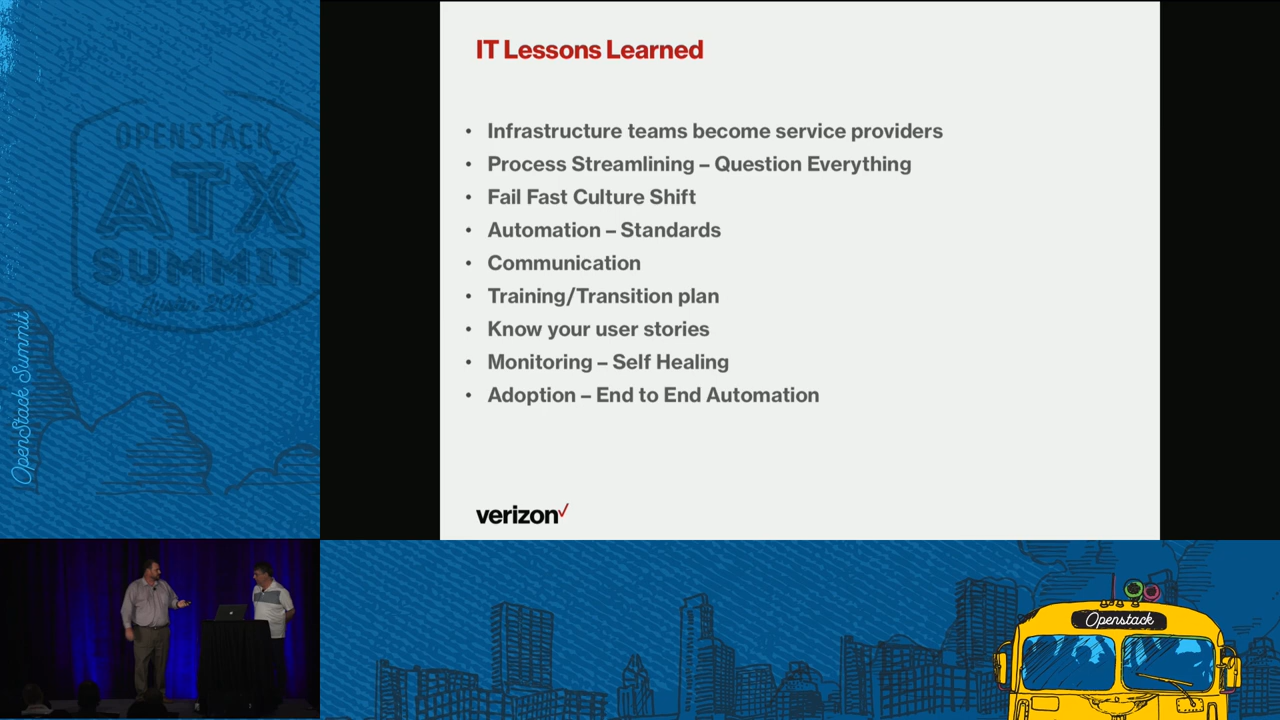 OPENSTACK
ATX
SUMMIT
Austin 2016
OpenStack Summit
IT Lessons Learned
• Infrastructure teams become service providers
• Process Streamlining – Question Everything
• Fail Fast Culture Shift
• Automation – Standards
• Communication
• Training/Transition plan
• Know your user stories
• Monitoring – Self Healing
• Adoption – End to End Automation
verizon✓
Openstack